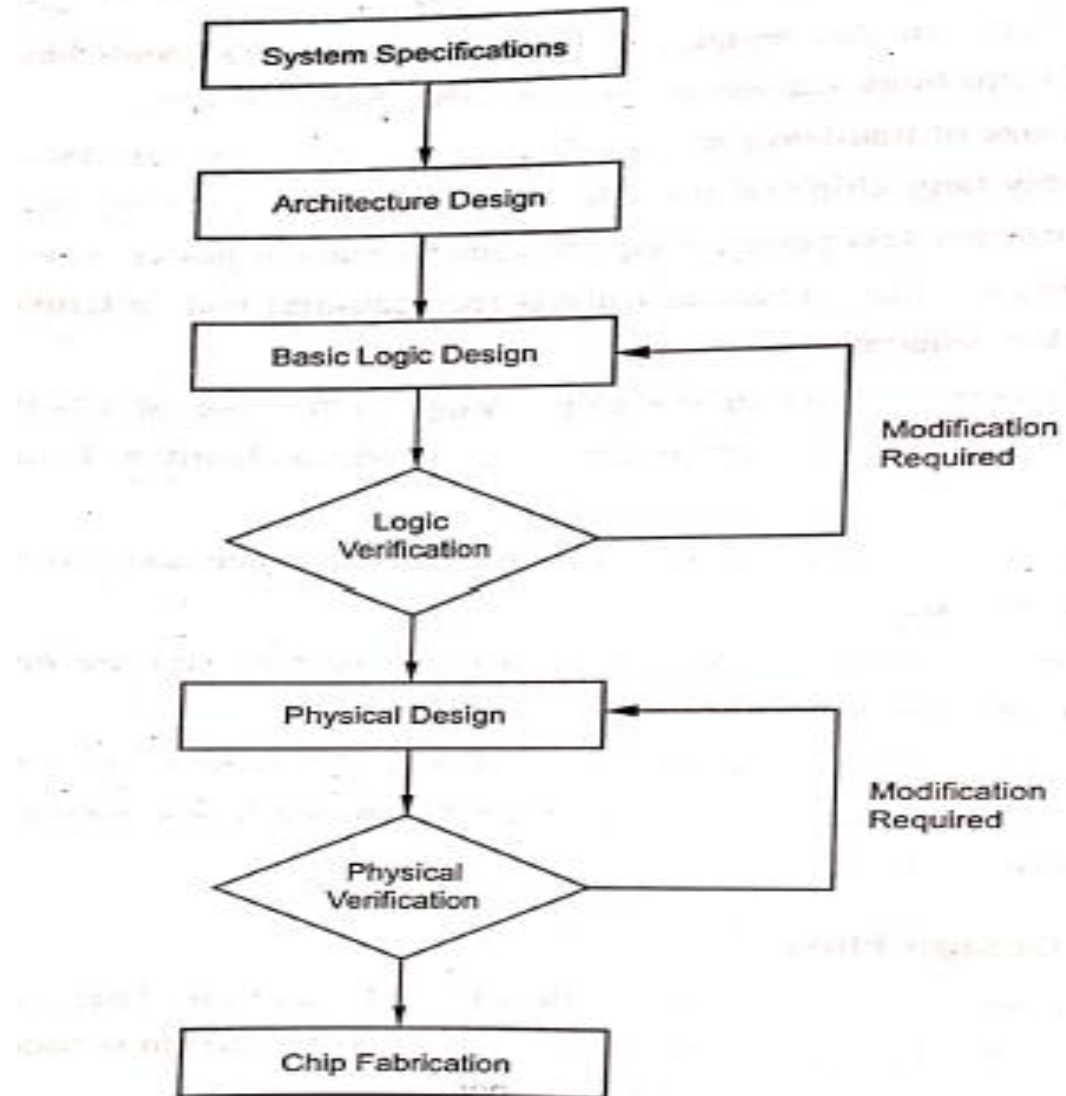 System Specifications
Architecture Design
Basic Logic Design
Modification
Required
Logic
Verification
Physical Design
Modification
Required
Physical
Verification
Chip Fabrication